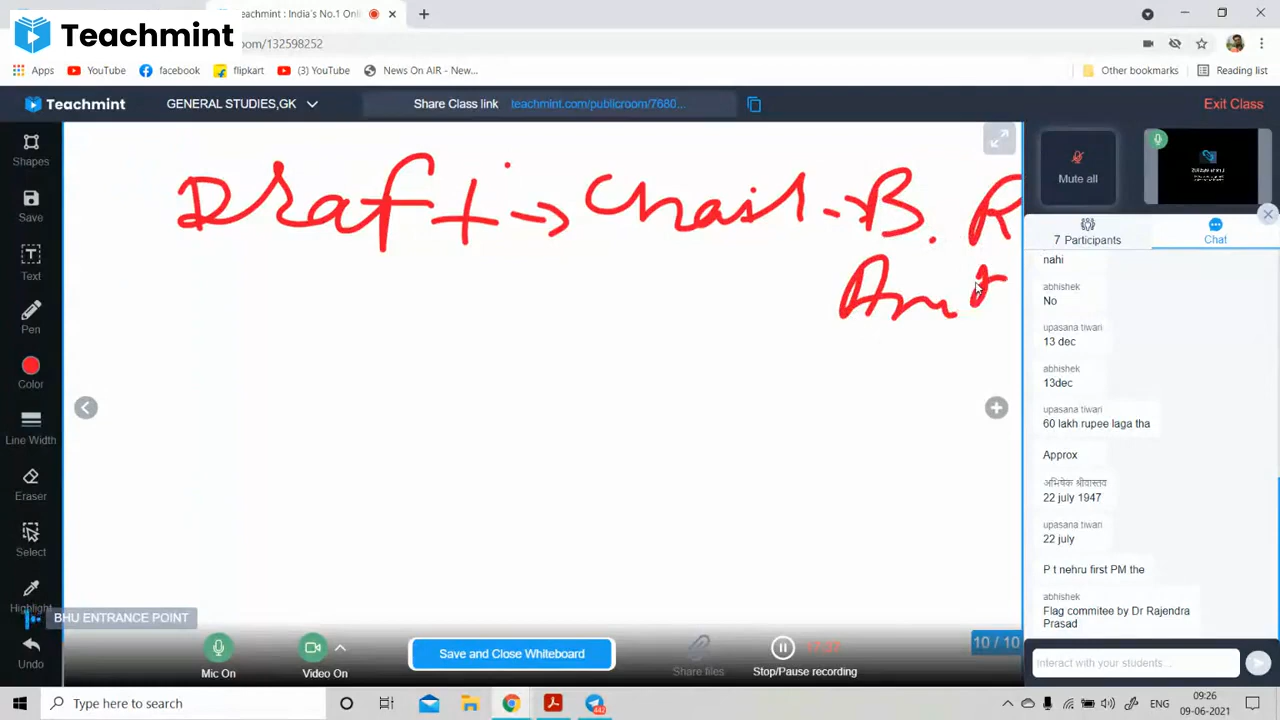 Teachmint
Teachmint : India's No.1 Onli
oom/132598252
Apps YouTube facebook flipkart (3) YouTube News On AIR - New... Other bookmarks Reading list
Teachmint GENERAL STUDIES,GK Share Class link teachmint.com/publicroom/7680... Exit Class
Shapes
Save
Text
Pen
Color
Line Width
Eraser
Select
Highlight
Undo
Draft → Chair - B. R
Am
BHU ENTRANCE POINT
Mic On
Video On
Save and Close Whiteboard
Share files
Stop/Pause recording
10 / 10
Mute all
7 Participants
Chat
nahi
abhishek
No
upasana tiwari
13 dec
abhishek
13dec
upasana tiwari
60 lakh rupee laga tha
Approx
अभिषेक श्रीवास्तव
22 july 1947
upasana tiwari
22 july
P t nehru first PM the
abhishek
Flag commitee by Dr Rajendra
Prasad
Interact with your students...
Type here to search
442
ENG
09:26
09-06-2021